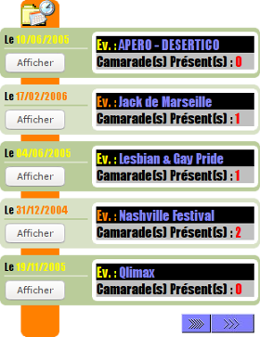 Le 10/06/2005
Ev. : APERO - DESERTICO
Afficher
Camarade(s) Présent(s) : 0
Le 17/02/2006
Ev. : Jack de Marseille
Afficher
Camarade(s) Présent(s) : 1
Le 04/06/2005
Ev. : Lesbian & Gay Pride
Afficher
Camarade(s) Présent(s) : 1
Le 31/12/2004
Ev. : Nashville Festival
Afficher
Camarade(s) Présent(s) : 2
Le 19/11/2005
Ev. : Qlimax
Afficher
Camarade(s) Présent(s) : 0